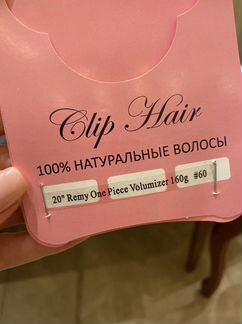 Clip Hair
100% НАТУРАЛЬНЫЕ ВОЛОСЫ
20" Remy One Piece Volumizer 160g #60